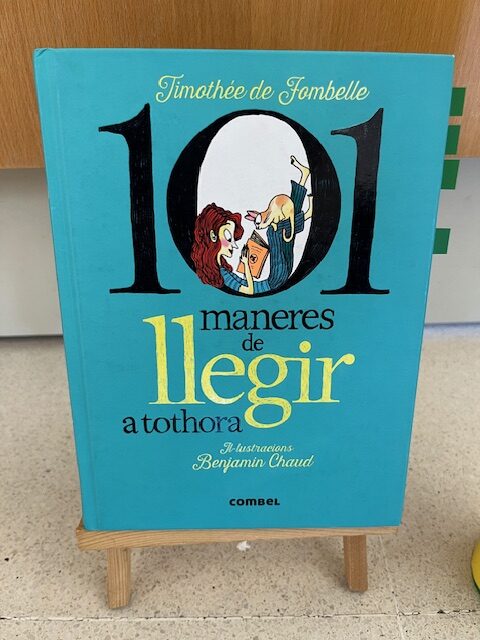 Timothée de Fombelle
101
maneres
de
llegir
a tothora
Il·lustracions
Benjamin Chaud
COMBEL